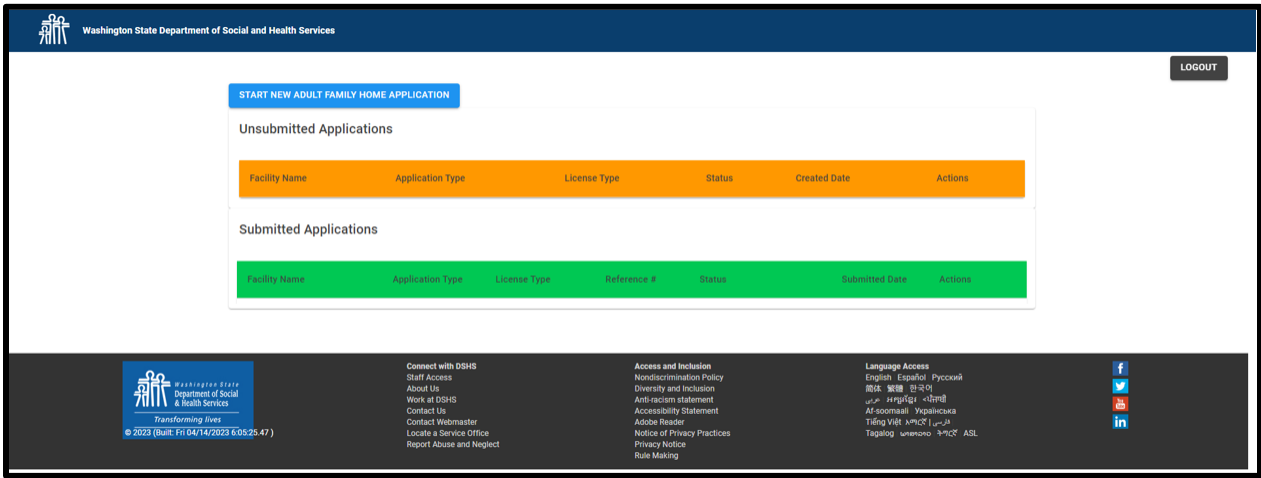 Washington State Department of Social and Health Services
LOGOUT
START NEW ADULT FAMILY HOME APPLICATION
Unsubmitted Applications
Facility Name Application Type License Type Status Created Date Actions
Submitted Applications
Facility Name Application Type License Type Reference # Status Submitted Date Actions
Washington State
Department of Social
& Health Services
Transforming lives
© 2023 (Built: Fri 04/14/2023 6:05:25.47 )
Connect with DSHS
Staff Access
About Us
Work at DSHS
Contact Us
Contact Webmaster
Locate a Service Office
Report Abuse and Neglect
Access and Inclusion
Nondiscrimination Policy
Diversity and Inclusion
Anti-racism statement
Accessibility Statement
Adobe Reader
Notice of Privacy Practices
Privacy Notice
Rule Making
Language Access
English Español Русский
简体 繁體 한국어
عربى ਪੰਜਾਬੀ
Af-soomaali Українська
Tiếng Việt አማርኛ | فارسی
Tagalog ትግርኛ ASL
f
You
in